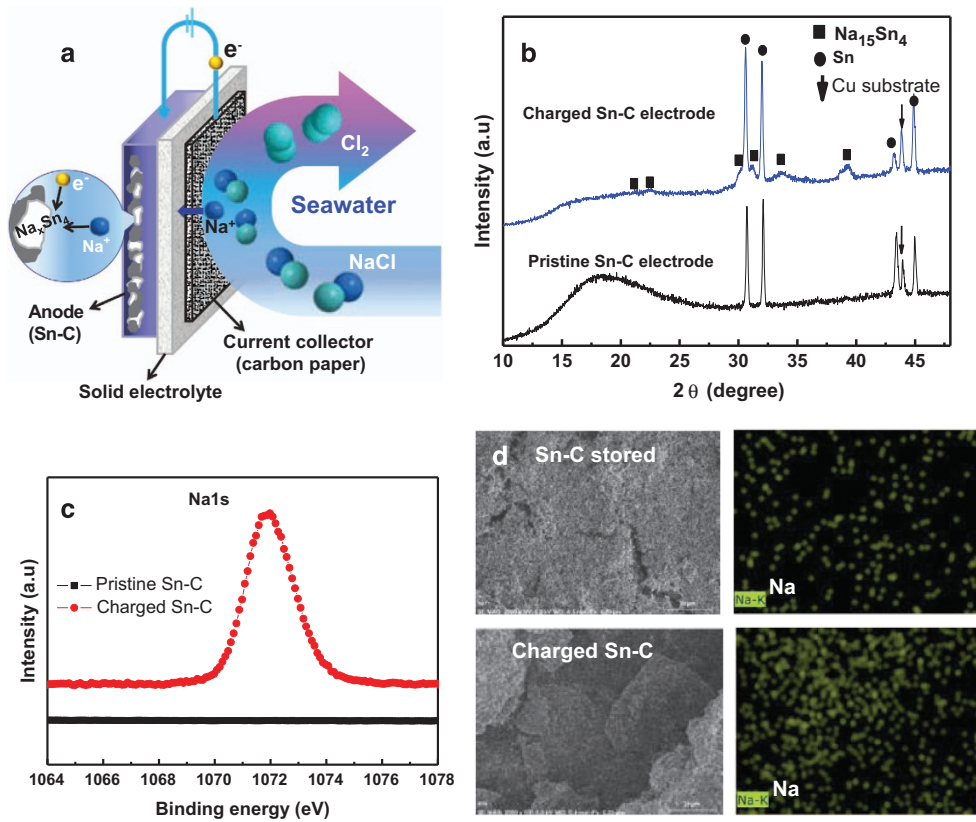 a
e-
Cl2
Seawater
e-
NaxSn4
Na+
Na+
NaCl
Anode
(Sn-C)
Current collector
(carbon paper)
Solid electrolyte
b
Na15Sn4
Sn
Cu substrate
Charged Sn-C electrode
Pristine Sn-C electrode
Intensity (a.u)
10 15 20 25 30 35 40 45
2 θ (degree)
c
Na1s
Pristine Sn-C
Charged Sn-C
Intensity (a.u)
1064 1066 1068 1070 1072 1074 1076 1078
Binding energy (eV)
d
Sn-C stored
Na-K
Na
Charged Sn-C
Na-K
Na